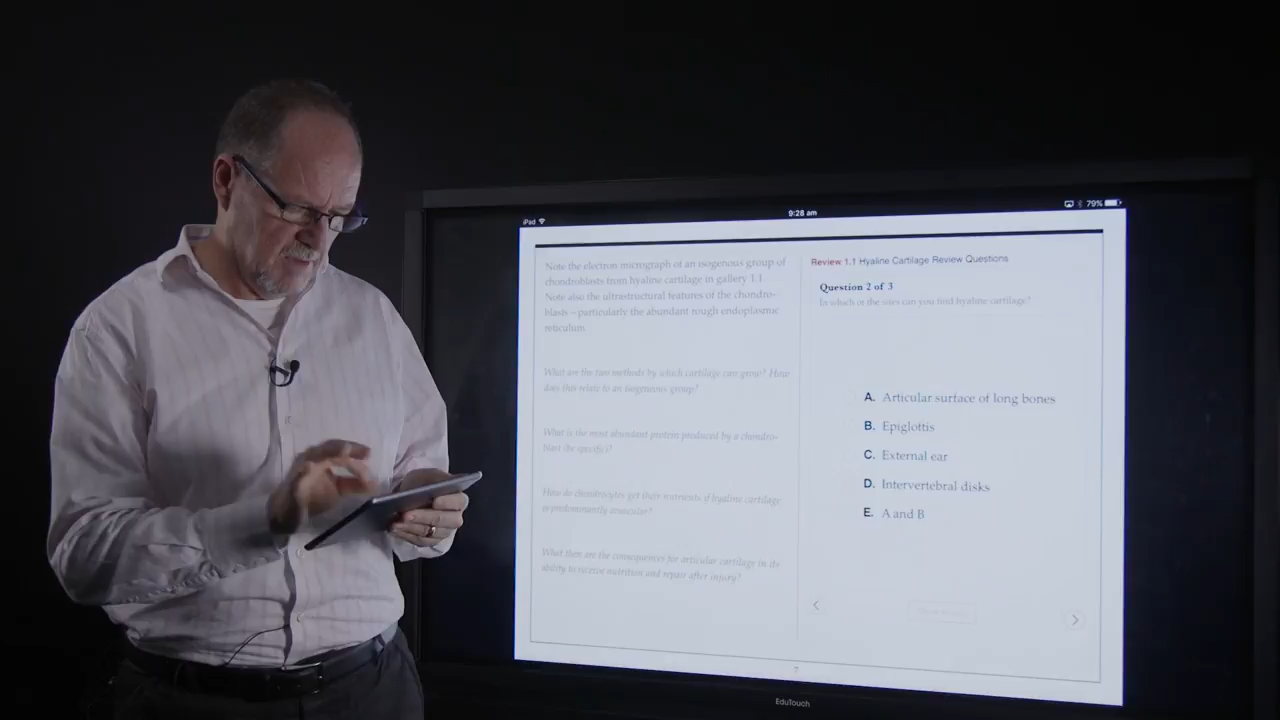 iPad
9:28 am
79%
Note the electron micrograph of an isogenous group of
chondroblasts from hyaline cartilage in gallery 1.1.
Note also the ultrastructural features of the chondro-
blasts – particularly the abundant rough endoplasmic
reticulum.
What are the two methods by which cartilage can grow? How
does this relate to an isogenous group?
What is the most abundant protein produced by a chondro-
blast (be specific)?
How do chondrocytes get their nutrients if hyaline cartilage
is predominantly avascular?
What then are the consequences for articular cartilage in its
ability to receive nutrition and repair after injury?
Review 1.1 Hyaline Cartilage Review Questions
Question 2 of 3
In which of the sites can you find hyaline cartilage?
A. Articular surface of long bones
B. Epiglottis
C. External ear
D. Intervertebral disks
E. A and B
EduTouch